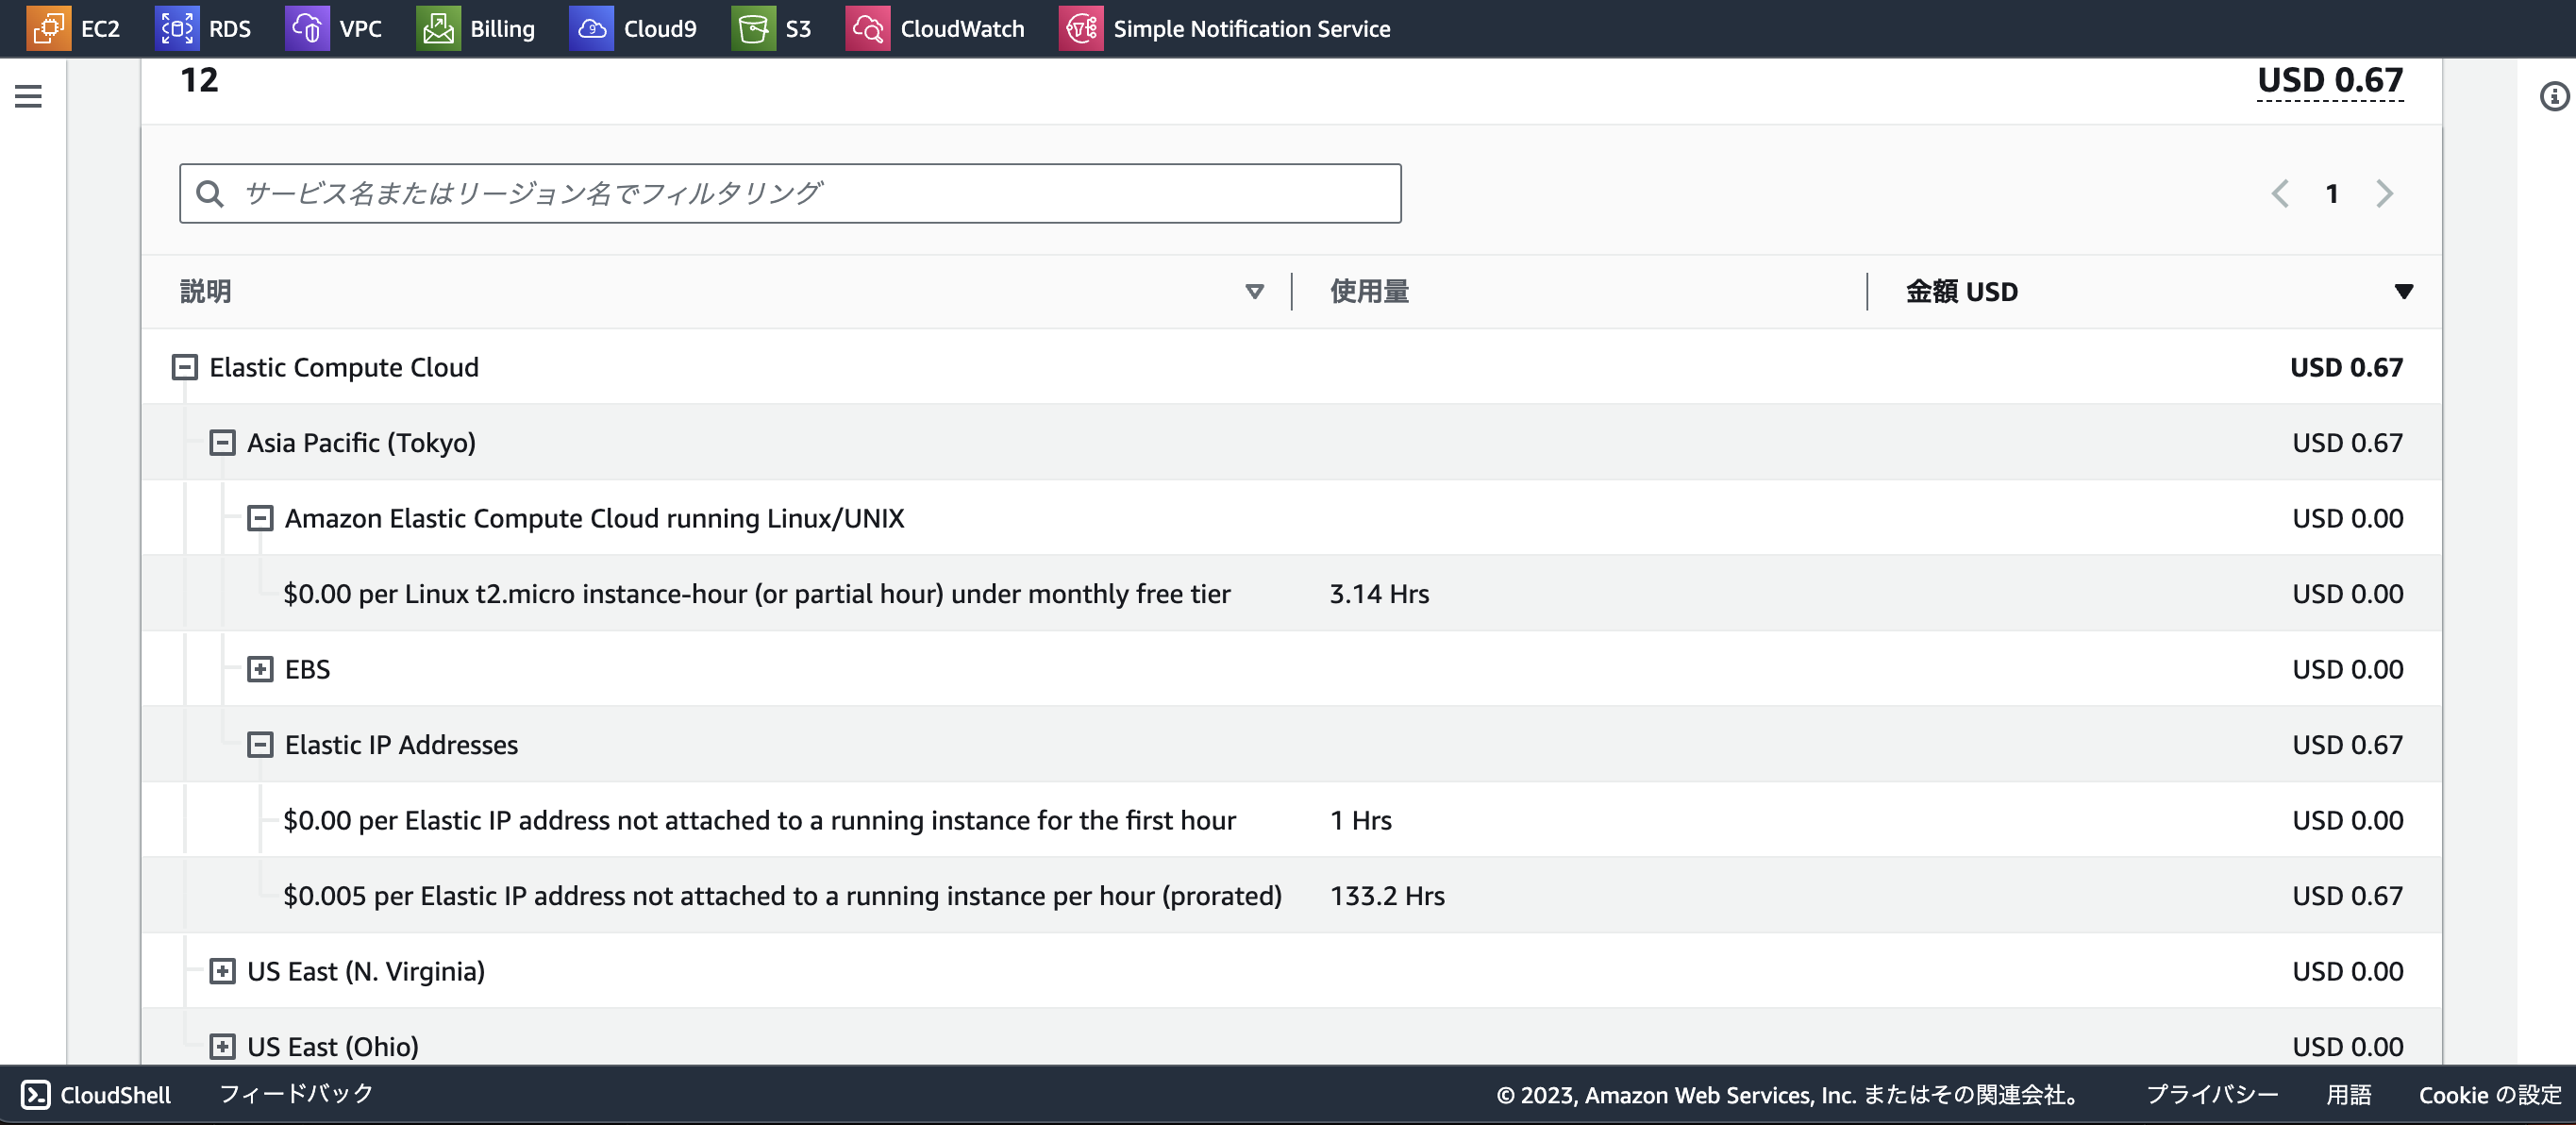 EC2 RDS VPC Billing Cloud9 S3 CloudWatch Simple Notification Service
12 USD 0.67
サービス名またはリージョン名でフィルタリング 1
説明 使用量 金額 USD
Elastic Compute Cloud USD 0.67
Asia Pacific (Tokyo) USD 0.67
Amazon Elastic Compute Cloud running Linux/UNIX USD 0.00
$0.00 per Linux t2.micro instance-hour (or partial hour) under monthly free tier 3.14 Hrs USD 0.00
EBS USD 0.00
Elastic IP Addresses USD 0.67
$0.00 per Elastic IP address not attached to a running instance for the first hour 1 Hrs USD 0.00
$0.005 per Elastic IP address not attached to a running instance per hour (prorated) 133.2 Hrs USD 0.67
US East (N. Virginia) USD 0.00
US East (Ohio) USD 0.00
CloudShell フィードバック © 2023, Amazon Web Services, Inc. またはその関連会社。 プライバシー 用語 Cookie の設定